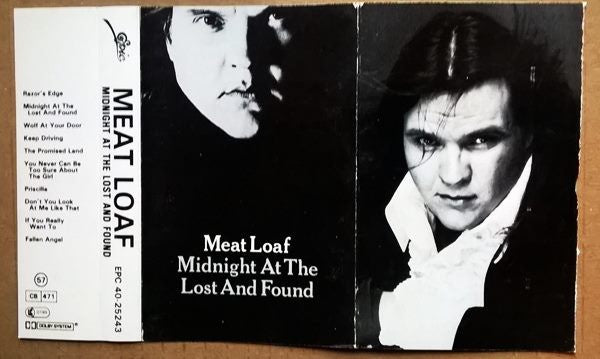 Epic
Razor's Edge
Midnight At The
Lost And Found
Wolf At Your Door
Keep Driving
The Promised Land
You Never Can Be
Too Sure About
The Girl
Priscilla
Don't You Look
At Me Like That
If You Really
Want To
Fallen Angel
57
CB 471
DOLBY SYSTEM
MEAT LOAF
MIDNIGHT AT THE LOST AND FOUND
EPC 40-25243
Meat Loaf
Midnight At The
Lost And Found